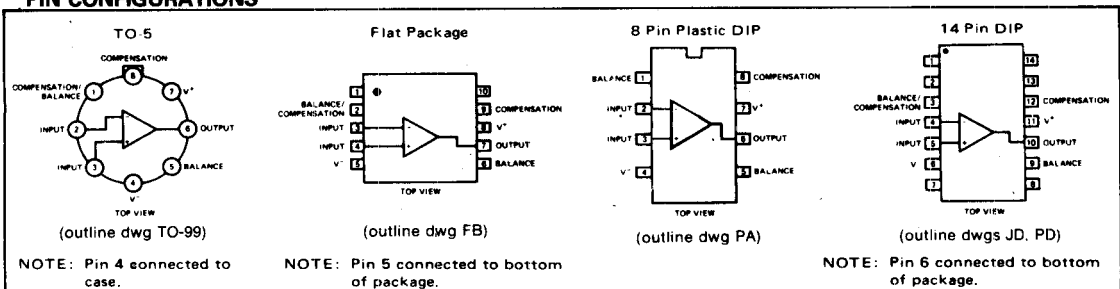 PIN CONFIGURATIONS
TO-5
COMPENSATION
8
COMPENSATION/
BALANCE
1
7
V+
INPUT
2
6
OUTPUT
INPUT
3
5
BALANCE
4
V-
TOP VIEW
(outline dwg TO-99)
NOTE: Pin 4 connected to
case.
Flat Package
1
10
BALANCE/
COMPENSATION
2
9
COMPENSATION
INPUT
3
8
V+
INPUT
4
7
OUTPUT
V-
5
6
BALANCE
TOP VIEW
(outline dwg FB)
NOTE: Pin 5 connected to bottom
of package.
8 Pin Plastic DIP
BALANCE
1
8
COMPENSATION
INPUT
2
7
V+
INPUT
3
6
OUTPUT
V-
4
5
BALANCE
TOP VIEW
(outline dwg PA)
14 Pin DIP
1
14
2
13
BALANCE/
COMPENSATION
3
12
COMPENSATION
INPUT
4
11
V+
INPUT
5
10
OUTPUT
V
6
9
BALANCE
7
8
TOP VIEW
(outline dwgs JD, PD)
NOTE: Pin 6 connected to bottom
of package.